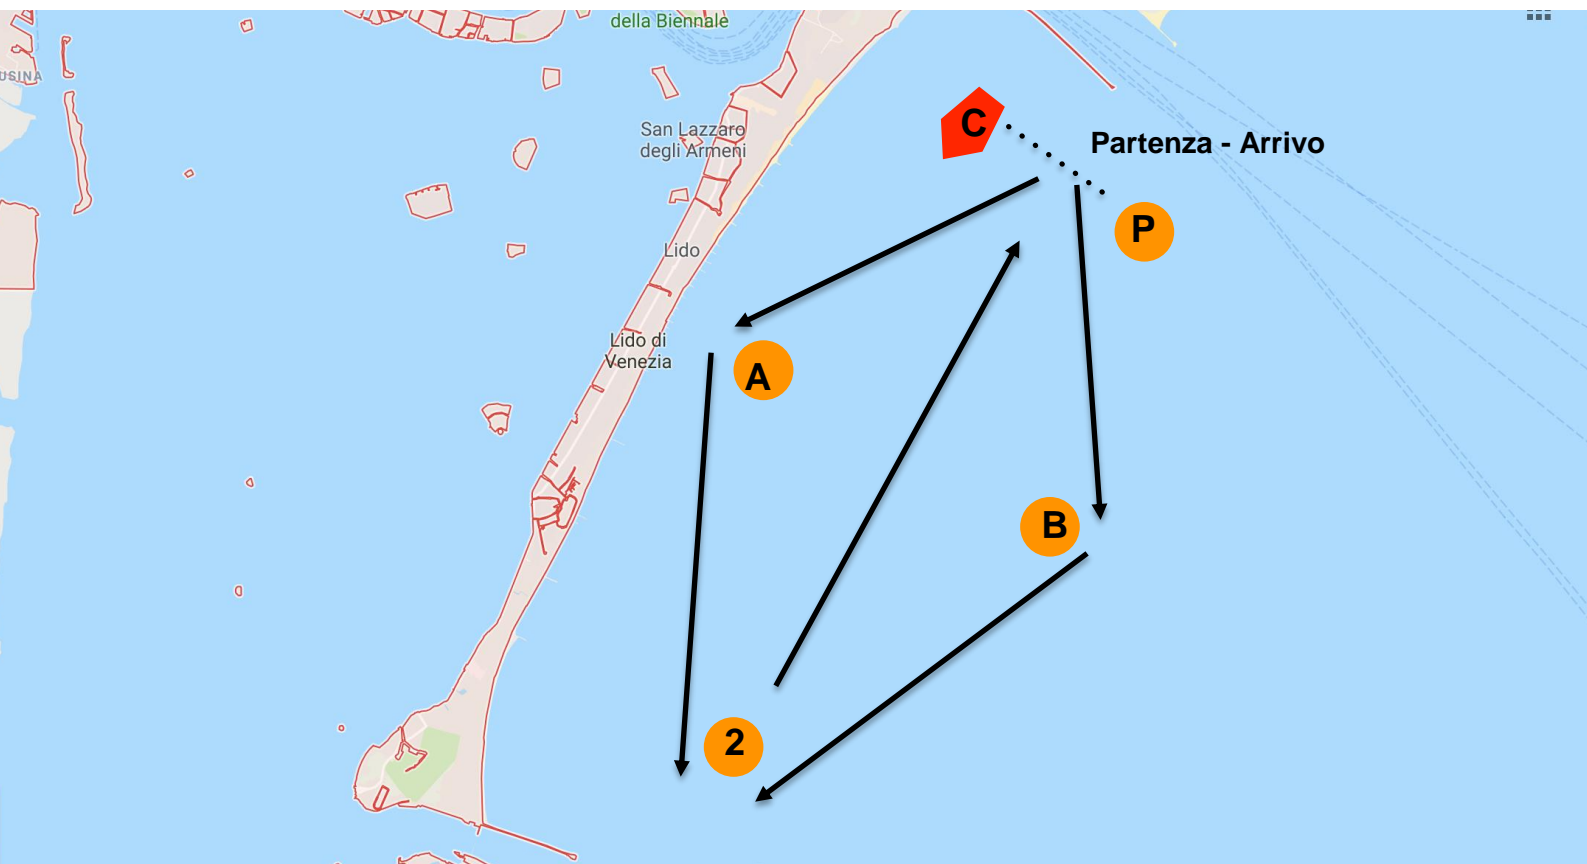 della Biennale
USINA
San Lazzaro
degli Armeni
C
Partenza - Arrivo
P
Lido
Lido di
Venezia
A
B
2